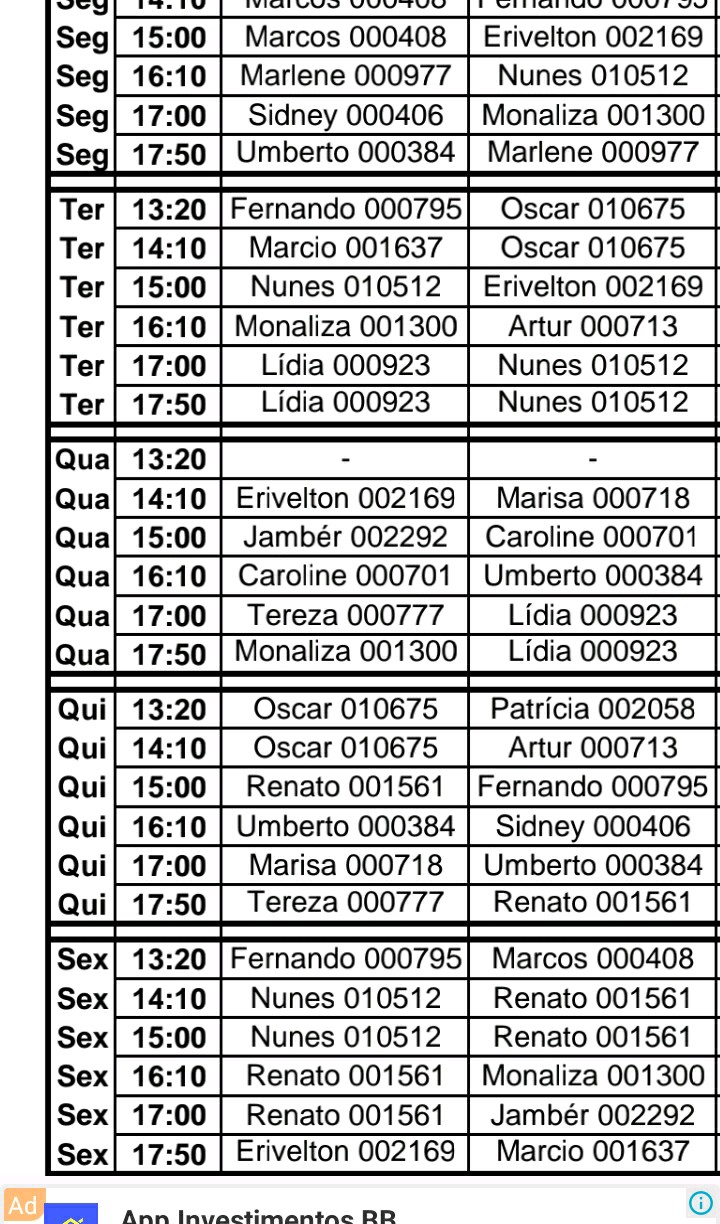 Seg 14:10 Marcos 000408 Fernando 000795
Seg 15:00 Marcos 000408 Erivelton 002169
Seg 16:10 Marlene 000977 Nunes 010512
Seg 17:00 Sidney 000406 Monaliza 001300
Seg 17:50 Umberto 000384 Marlene 000977
Ter 13:20 Fernando 000795 Oscar 010675
Ter 14:10 Marcio 001637 Oscar 010675
Ter 15:00 Nunes 010512 Erivelton 002169
Ter 16:10 Monaliza 001300 Artur 000713
Ter 17:00 Lídia 000923 Nunes 010512
Ter 17:50 Lídia 000923 Nunes 010512
Qua 13:20 - -
Qua 14:10 Erivelton 002169 Marisa 000718
Qua 15:00 Jambér 002292 Caroline 000701
Qua 16:10 Caroline 000701 Umberto 000384
Qua 17:00 Tereza 000777 Lídia 000923
Qua 17:50 Monaliza 001300 Lídia 000923
Qui 13:20 Oscar 010675 Patrícia 002058
Qui 14:10 Oscar 010675 Artur 000713
Qui 15:00 Renato 001561 Fernando 000795
Qui 16:10 Umberto 000384 Sidney 000406
Qui 17:00 Marisa 000718 Umberto 000384
Qui 17:50 Tereza 000777 Renato 001561
Sex 13:20 Fernando 000795 Marcos 000408
Sex 14:10 Nunes 010512 Renato 001561
Sex 15:00 Nunes 010512 Renato 001561
Sex 16:10 Renato 001561 Monaliza 001300
Sex 17:00 Renato 001561 Jambér 002292
Sex 17:50 Erivelton 002169 Marcio 001637
Ad
App Investimentos BB